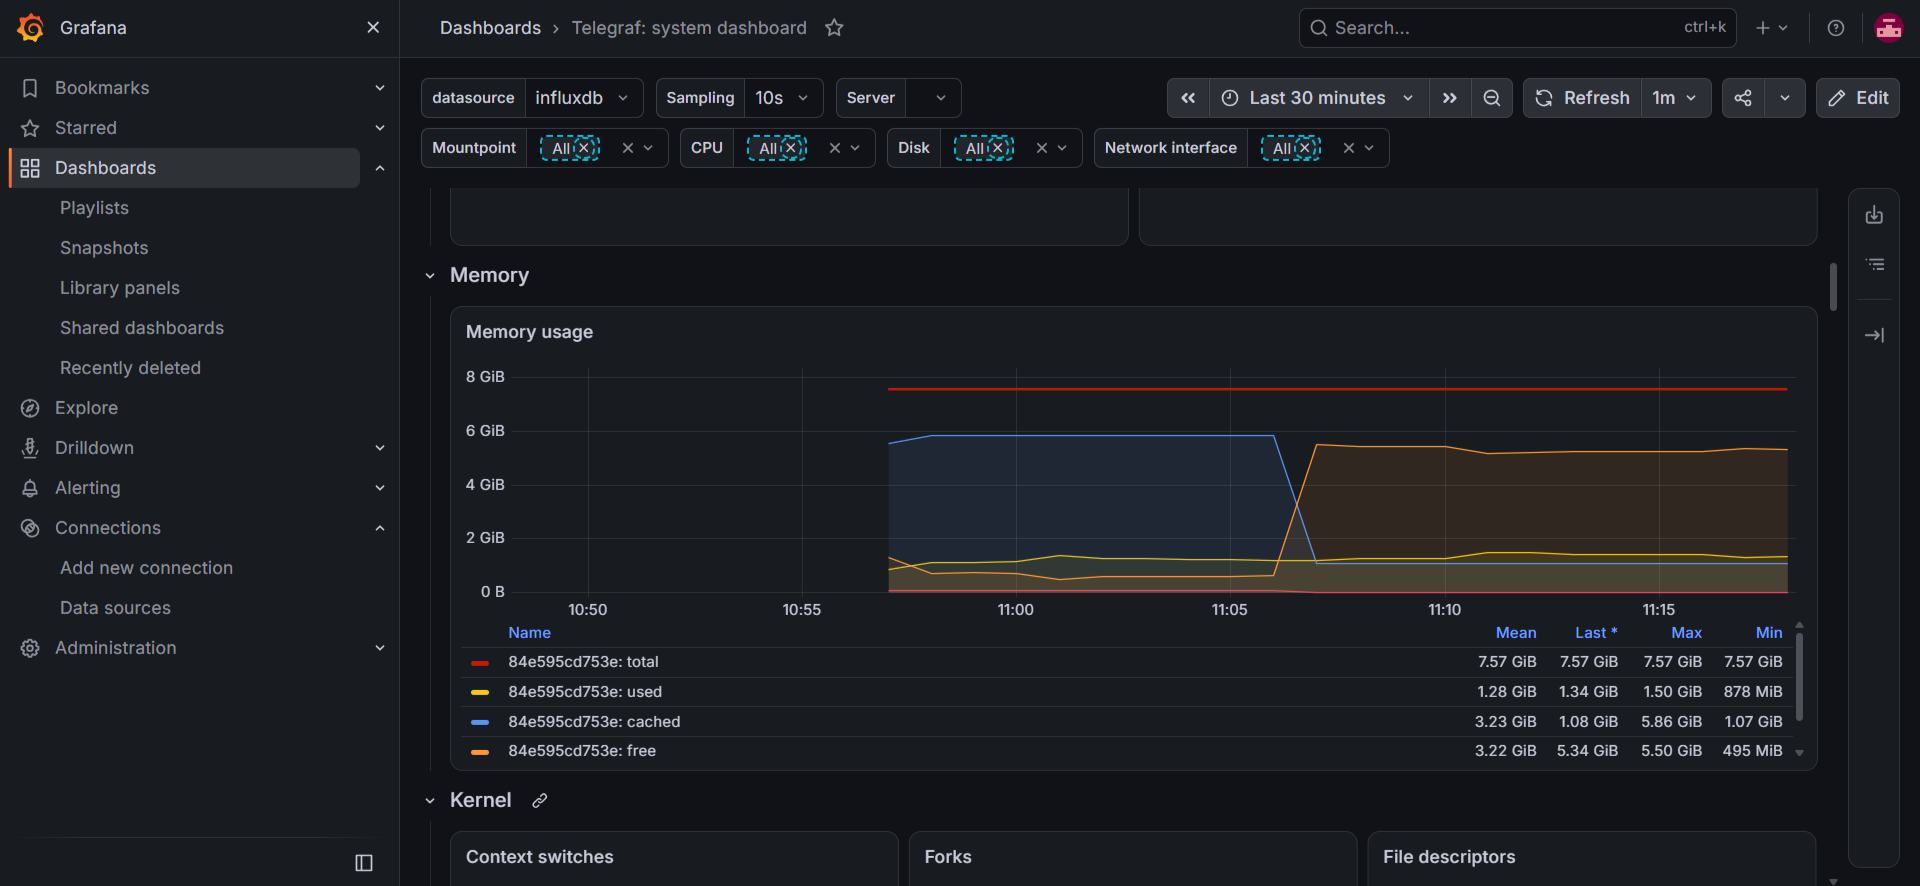 Grafana
Dashboards › Telegraf: system dashboard
Search... ctrl+k
Bookmarks
Starred
Dashboards
Playlists
Snapshots
Library panels
Shared dashboards
Recently deleted
Explore
Drilldown
Alerting
Connections
Add new connection
Data sources
Administration
datasource influxdb Sampling 10s Server
Last 30 minutes Refresh 1m Edit
Mountpoint All CPU All Disk All Network interface All
Memory
Memory usage
8 GiB
6 GiB
4 GiB
2 GiB
0 B
10:50 10:55 11:00 11:05 11:10 11:15
Name Mean Last * Max Min
84e595cd753e: total 7.57 GiB 7.57 GiB 7.57 GiB 7.57 GiB
84e595cd753e: used 1.28 GiB 1.34 GiB 1.50 GiB 878 MiB
84e595cd753e: cached 3.23 GiB 1.08 GiB 5.86 GiB 1.07 GiB
84e595cd753e: free 3.22 GiB 5.34 GiB 5.50 GiB 495 MiB
Kernel
Context switches
Forks
File descriptors